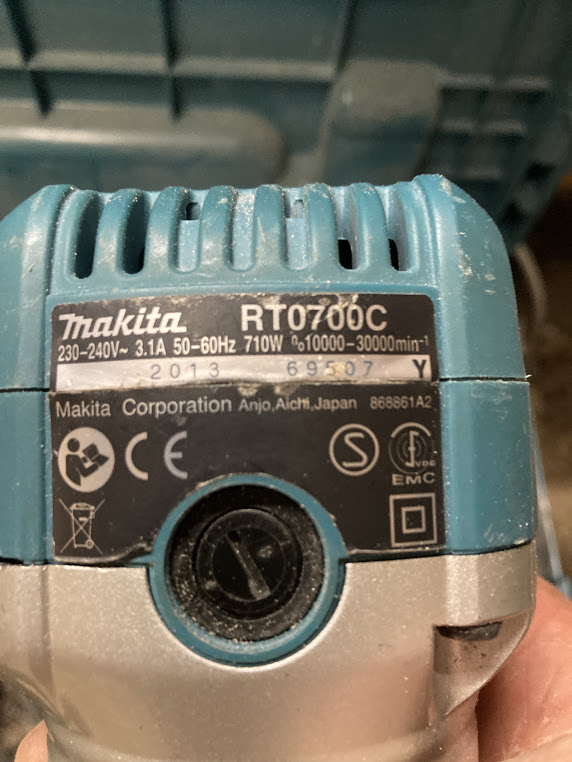 makita RT0700C
230-240V~ 3.1A 50-60Hz 710W n₀10000-30000min⁻¹
2013 69507 Y
Makita Corporation Anjo,Aichi,Japan 868861A2
CE S VDE
EMC